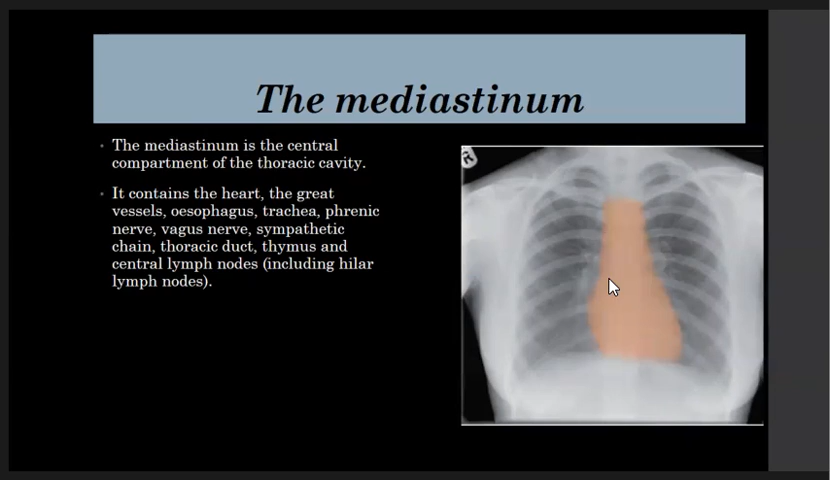 The mediastinum
The mediastinum is the central
compartment of the thoracic cavity.
It contains the heart, the great
vessels, oesophagus, trachea, phrenic
nerve, vagus nerve, sympathetic
chain, thoracic duct, thymus and
central lymph nodes (including hilar
lymph nodes).
R